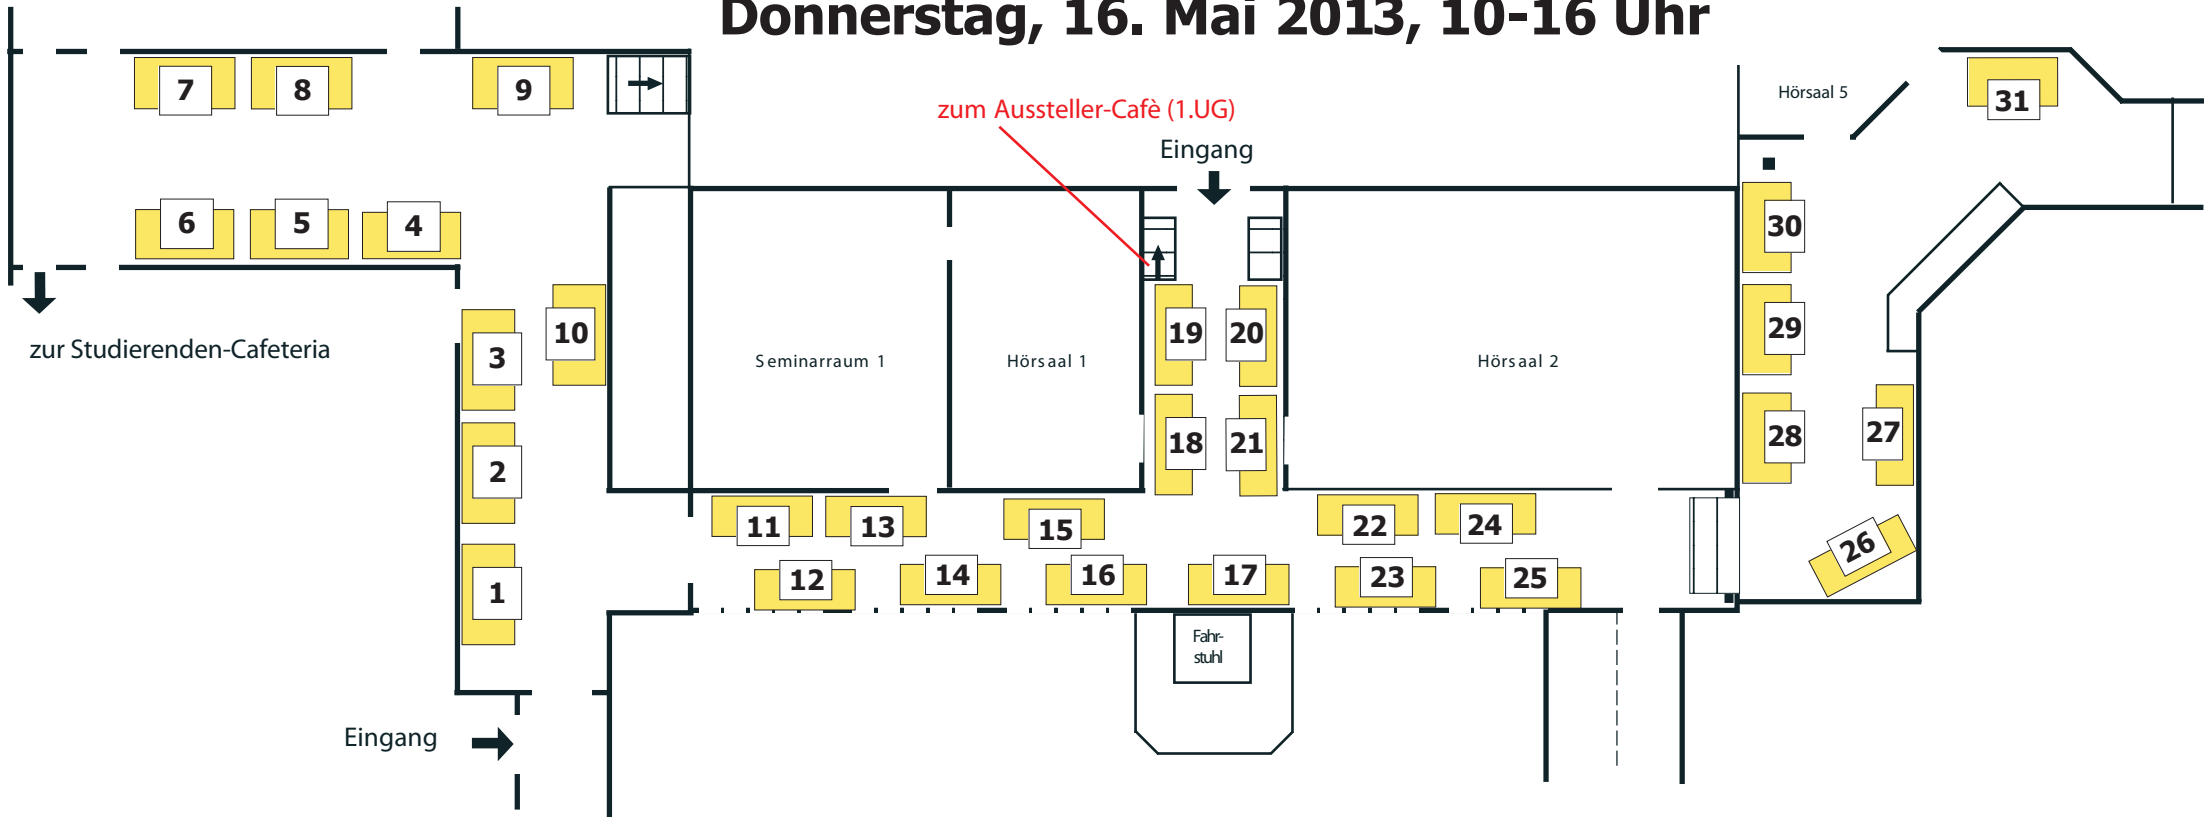 Donnerstag, 16. Mai 2013, 10-16 Uhr
7
8
9
zum Aussteller-Cafè (1.UG)
Eingang
Hörsaal 5
31
6
5
4
30
zur Studierenden-Cafeteria
3
10
Seminarraum 1
Hörsaal 1
19
20
Hörsaal 2
29
2
18
21
28
27
11
13
15
22
24
26
1
12
14
16
17
23
25
Fahr-
stuhl
Eingang